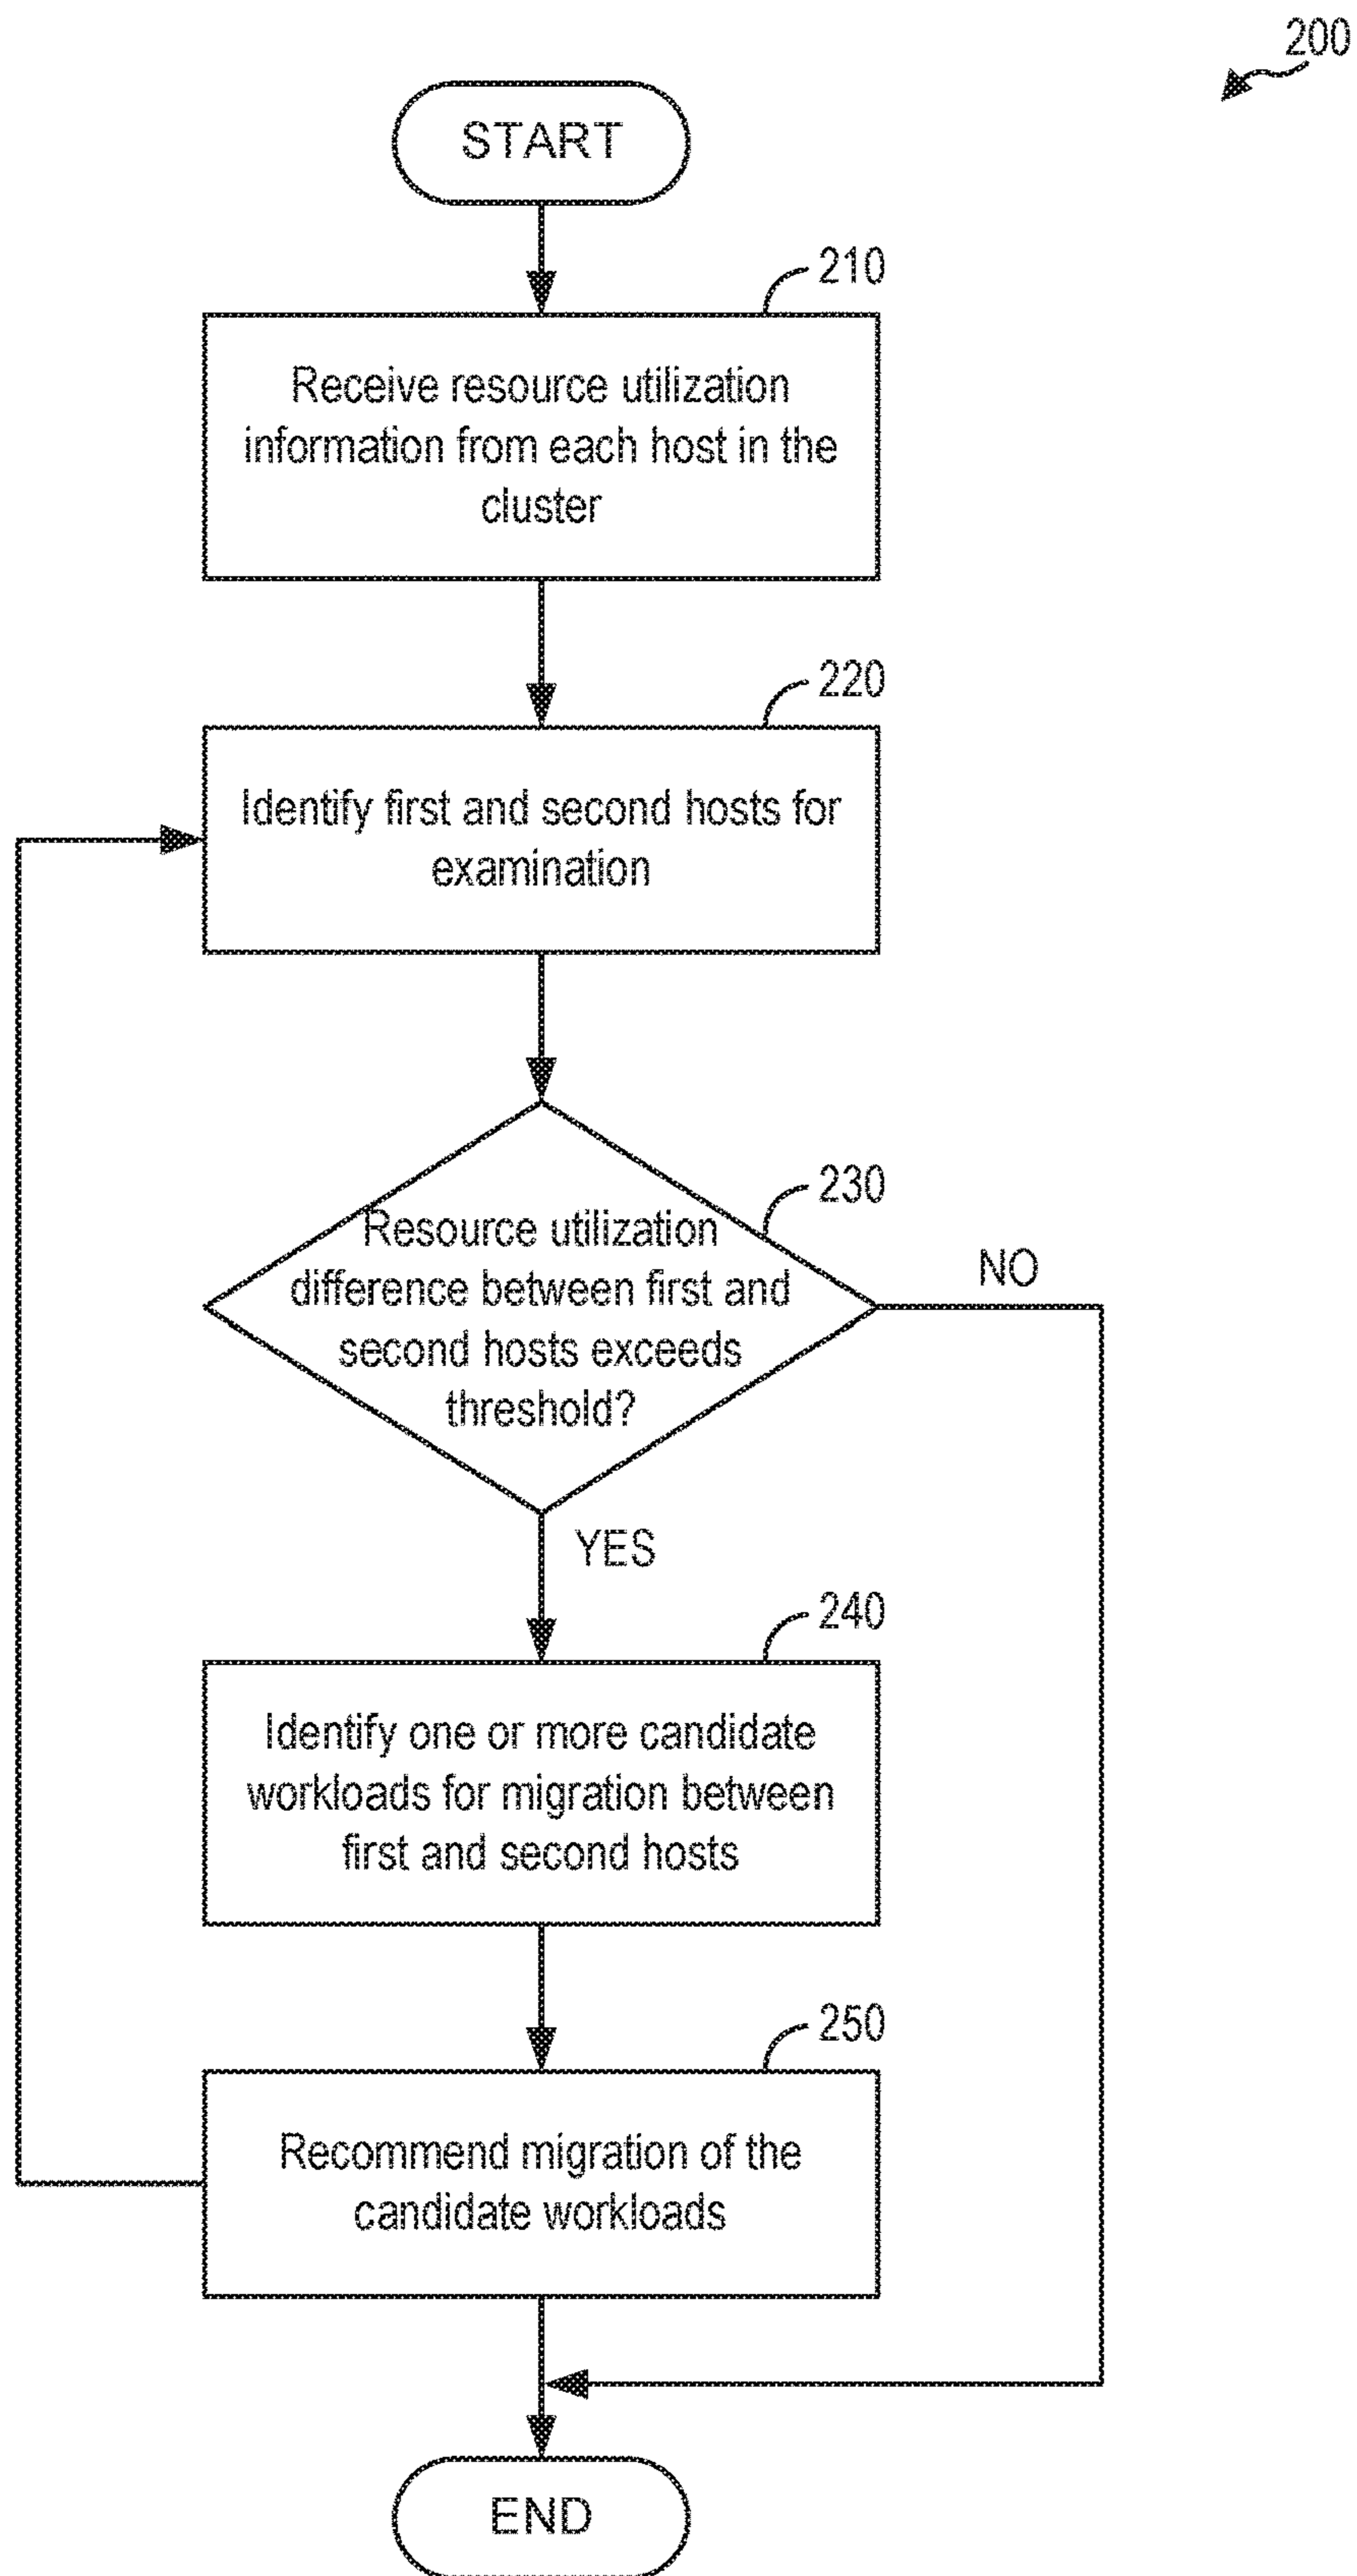 200
START
210
Receive resource utilization
information from each host in the
cluster
220
Identify first and second hosts for
examination
230
Resource utilization
difference between first and
second hosts exceeds
threshold?
NO
YES
240
Identify one or more candidate
workloads for migration between
first and second hosts
250
Recommend migration of the
candidate workloads
END